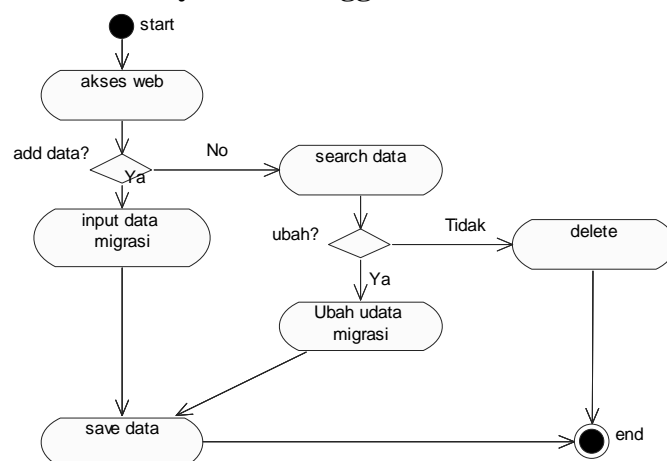 start
akses web
add data?
No
Ya
search data
input data
migrasi
ubah?
Tidak
delete
Ya
Ubah udata
migrasi
save data
end